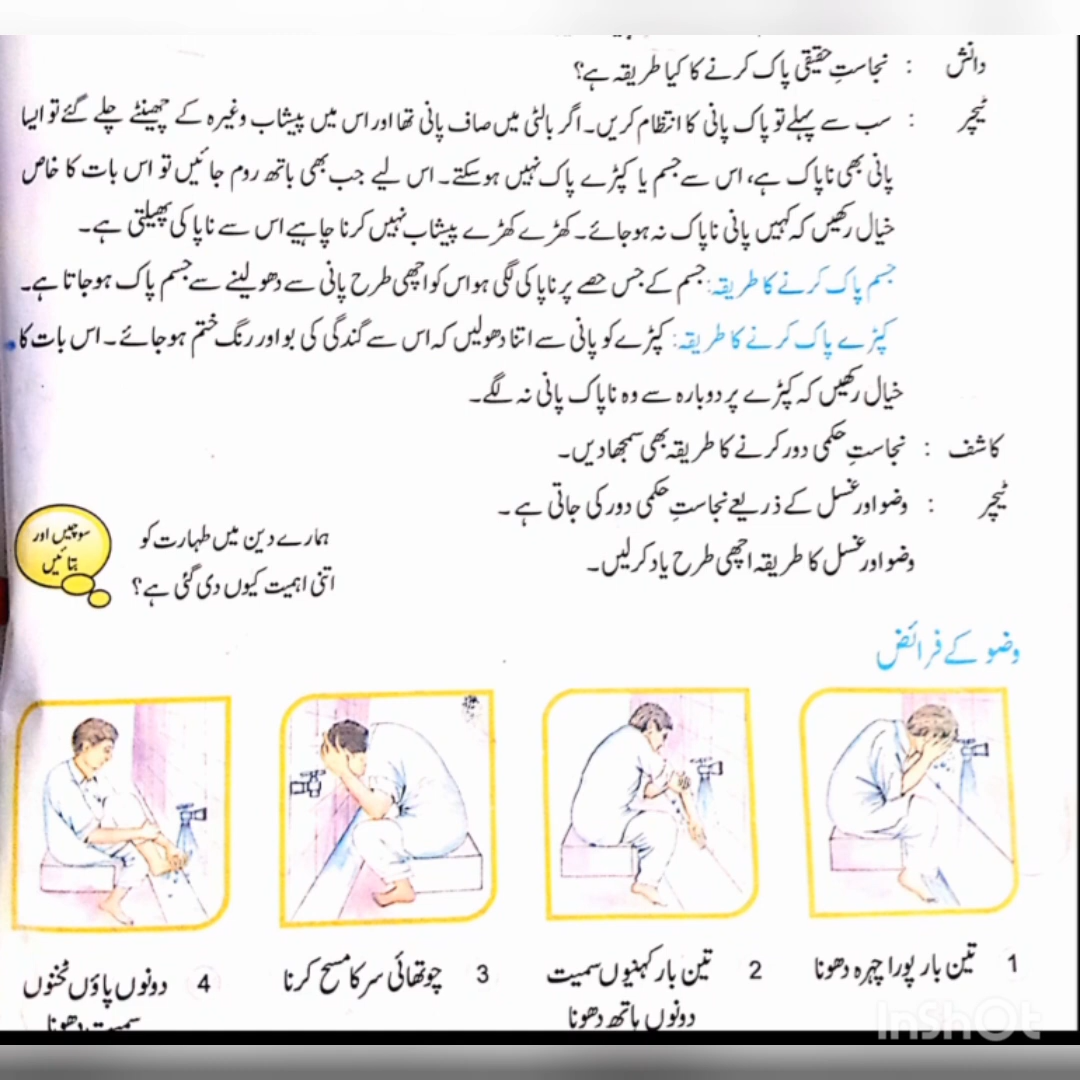 دانش : نجاستِ حقیقی پاک کرنے کا کیا طریقہ ہے؟
ٹیچر : سب سے پہلے تو پاک پانی کا انتظام کریں۔ اگر بالٹی میں صاف پانی تھا اور اس میں پیشاب وغیرہ کے چھینٹے چلے گئے تو ایسا
پانی بھی ناپاک ہے، اس سے جسم یا کپڑے پاک نہیں ہوسکتے۔ اس لیے جب بھی باتھ روم جائیں تو اس بات کا خاص
خیال رکھیں کہ کہیں پانی ناپاک نہ ہوجائے۔ کھڑے کھڑے پیشاب نہیں کرنا چاہیے اس سے ناپاکی پھیلتی ہے۔
جسم پاک کرنے کا طریقہ: جسم کے جس حصے پر ناپاکی لگی ہو اس کو اچھی طرح پانی سے دھولینے سے جسم پاک ہوجاتا ہے۔
کپڑے پاک کرنے کا طریقہ: کپڑے کو پانی سے اتنا دھولیں کہ اس سے گندگی کی بو اور رنگ ختم ہوجائے۔ اس بات کا
خیال رکھیں کہ کپڑے پر دوبارہ سے وہ ناپاک پانی نہ لگے۔
کاشف : نجاستِ حکمی دور کرنے کا طریقہ بھی سمجھا دیں۔
ٹیچر : وضو اور غسل کے ذریعے نجاستِ حکمی دور کی جاتی ہے۔
وضو اور غسل کا طریقہ اچھی طرح یاد کرلیں۔
سوچیں اور
بتائیں
ہمارے دین میں طہارت کو
اتنی اہمیت کیوں دی گئی ہے؟
وضو کے فرائض
1 تین بار پورا چہرہ دھونا
2 تین بار کہنیوں سمیت
دونوں ہاتھ دھونا
3 چوتھائی سر کا مسح کرنا
4 دونوں پاؤں ٹخنوں
سمیت دھونا
InShOt